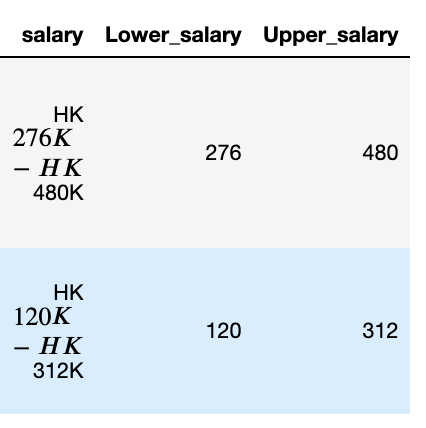 salary Lower_salary Upper_salary
HK
276K
– HK
480K
276 480
HK
120K
– HK
312K
120 312